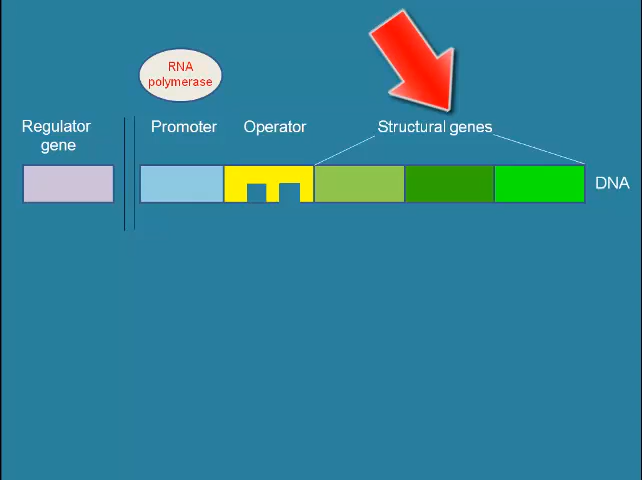 RNA
polymerase
Regulator
gene
Promoter
Operator
Structural genes
DNA